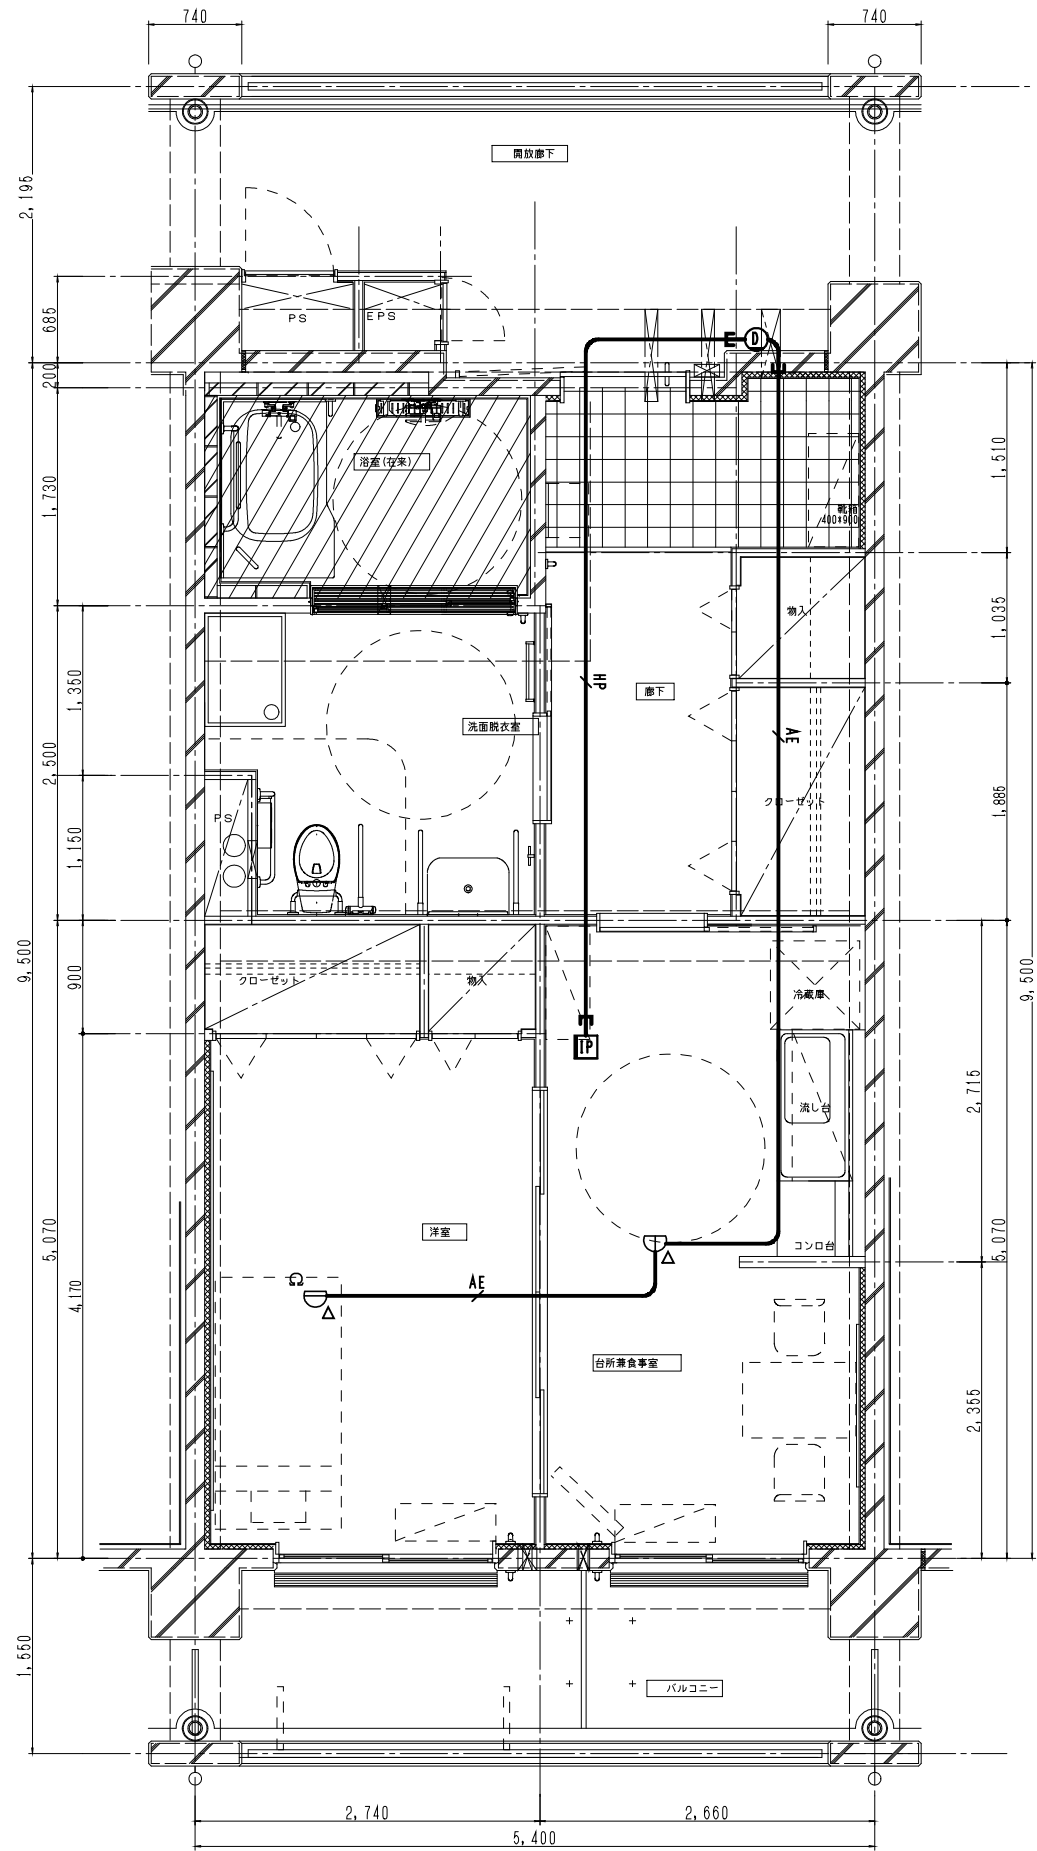 740
740
開放廊下
2,195
685
PS
EPS
D
E
200
浴室(在来)
1,730
1,510
靴箱
400*900
物入
1,035
1,350
HP
廊下
洗面脱衣室
AE
2,500
クローゼット
1,885
PS
1,150
9,500
900
クローゼット
物入
冷蔵庫
9,500
TP
流し台
2,715
洋室
5,070
コンロ台
5,070
Ω
AE
4,170
台所兼食事室
2,355
1,550
バルコニー
2,740
2,660
5,400